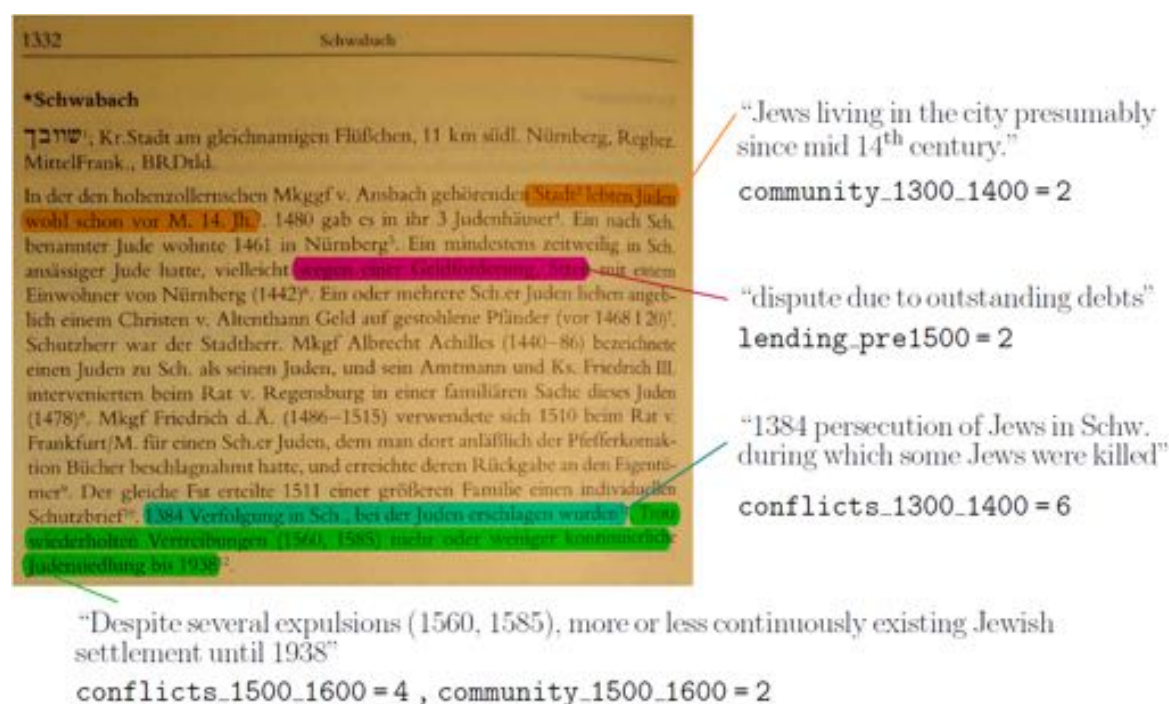 1332 Schwabach
*Schwabach
שויבך¹; Kr.Stadt am gleichnamigen Flüßchen, 11 km südl. Nürnberg, RegBez.
MittelFrank., BRDtld.
In der den hohenzollernschen Mkggf v. Ansbach gehörenden Stadt² lebten Juden
wohl schon vor M. 14. Jh.³. 1480 gab es in ihr 3 Judenhäuser⁴. Ein nach Sch.
benannter Jude wohnte 1461 in Nürnberg⁵. Ein mindestens zeitweilig in Sch.
ansässiger Jude hatte, vielleicht wegen einer Geldforderung, Streit mit einem
Einwohner von Nürnberg (1442)⁶. Ein oder mehrere Sch.er Juden liehen angeb-
lich einem Christen v. Altenthann Geld auf gestohlene Pfänder (vor 1468 I 20)⁷.
Schutzherr war der Stadtherr. Mkgf Albrecht Achilles (1440–86) bezeichnete
einen Juden zu Sch. als seinen Juden, und sein Amtmann und Ks. Friedrich III.
intervenierten beim Rat v. Regensburg in einer familiären Sache dieses Juden
(1478)⁸. Mkgf Friedrich d.Ä. (1486–1515) verwendete sich 1510 beim Rat v.
Frankfurt/M. für einen Sch.er Juden, dem man dort anläßlich der Pfefferkornak-
tion Bücher beschlagnahmt hatte, und erreichte deren Rückgabe an den Eigentü-
mer⁹. Der gleiche Fst erteilte 1511 einer größeren Familie einen individuellen
Schutzbrief¹⁰. 1384 Verfolgung in Sch., bei der Juden erschlagen wurden Trotz
wiederholten Vertreibungen (1560, 1585) mehr oder weniger kontinuierliche
Judensiedlung bis 1938¹².
“Jews living in the city presumably
since mid 14th century.”
community_1300_1400 = 2
“dispute due to outstanding debts”
lending_pre1500 = 2
“1384 persecution of Jews in Schw.
during which some Jews were killed”
conflicts_1300_1400 = 6
“Despite several expulsions (1560, 1585), more or less continuously existing Jewish
settlement until 1938”
conflicts_1500_1600 = 4 , community_1500_1600 = 2